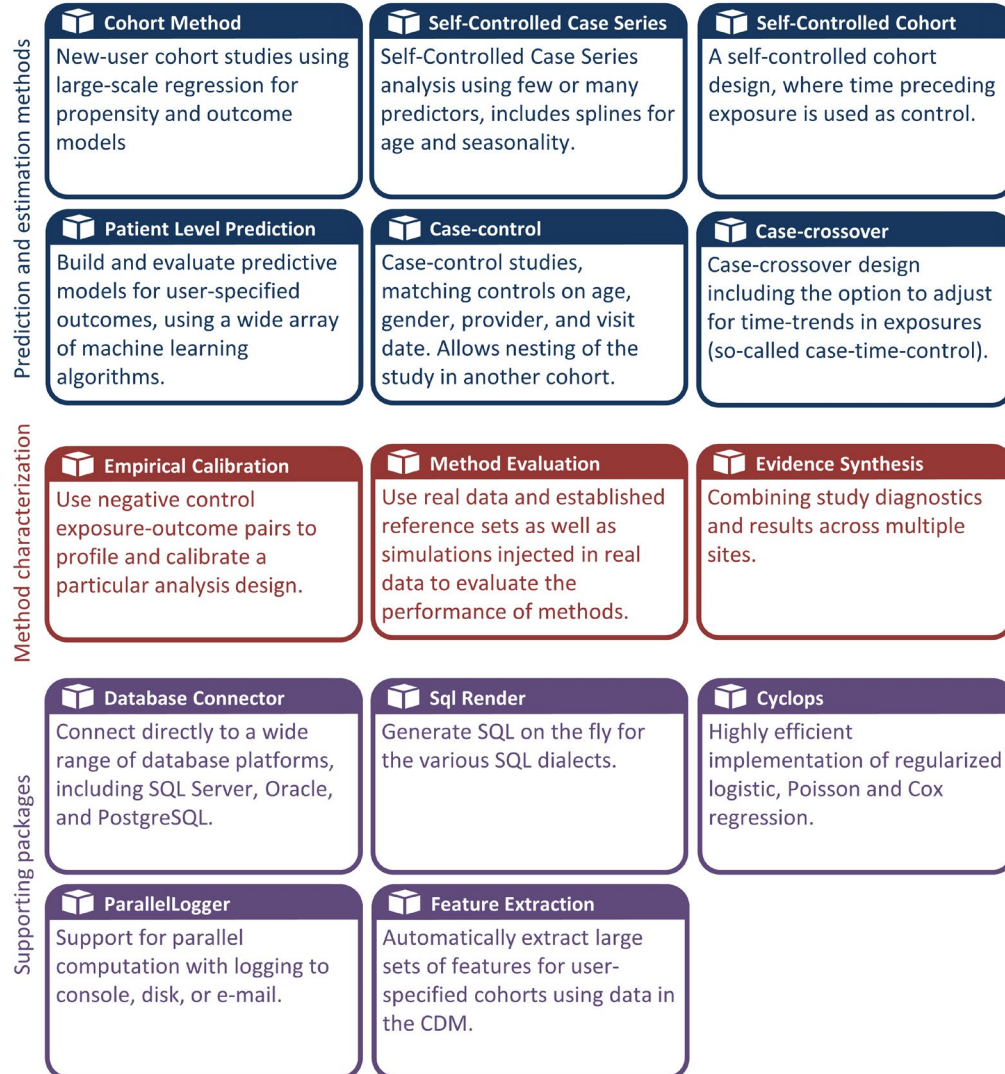 Prediction and estimation methods
Cohort Method
New-user cohort studies using
large-scale regression for
propensity and outcome
models
Self-Controlled Case Series
Self-Controlled Case Series
analysis using few or many
predictors, includes splines for
age and seasonality.
Self-Controlled Cohort
A self-controlled cohort
design, where time preceding
exposure is used as control.
Patient Level Prediction
Build and evaluate predictive
models for user-specified
outcomes, using a wide array
of machine learning
algorithms.
Case-control
Case-control studies,
matching controls on age,
gender, provider, and visit
date. Allows nesting of the
study in another cohort.
Case-crossover
Case-crossover design
including the option to adjust
for time-trends in exposures
(so-called case-time-control).
Method characterization
Empirical Calibration
Use negative control
exposure-outcome pairs to
profile and calibrate a
particular analysis design.
Method Evaluation
Use real data and established
reference sets as well as
simulations injected in real
data to evaluate the
performance of methods.
Evidence Synthesis
Combining study diagnostics
and results across multiple
sites.
Supporting packages
Database Connector
Connect directly to a wide
range of database platforms,
including SQL Server, Oracle,
and PostgreSQL.
Sql Render
Generate SQL on the fly for
the various SQL dialects.
Cyclops
Highly efficient
implementation of regularized
logistic, Poisson and Cox
regression.
ParallelLogger
Support for parallel
computation with logging to
console, disk, or e-mail.
Feature Extraction
Automatically extract large
sets of features for user-
specified cohorts using data in
the CDM.